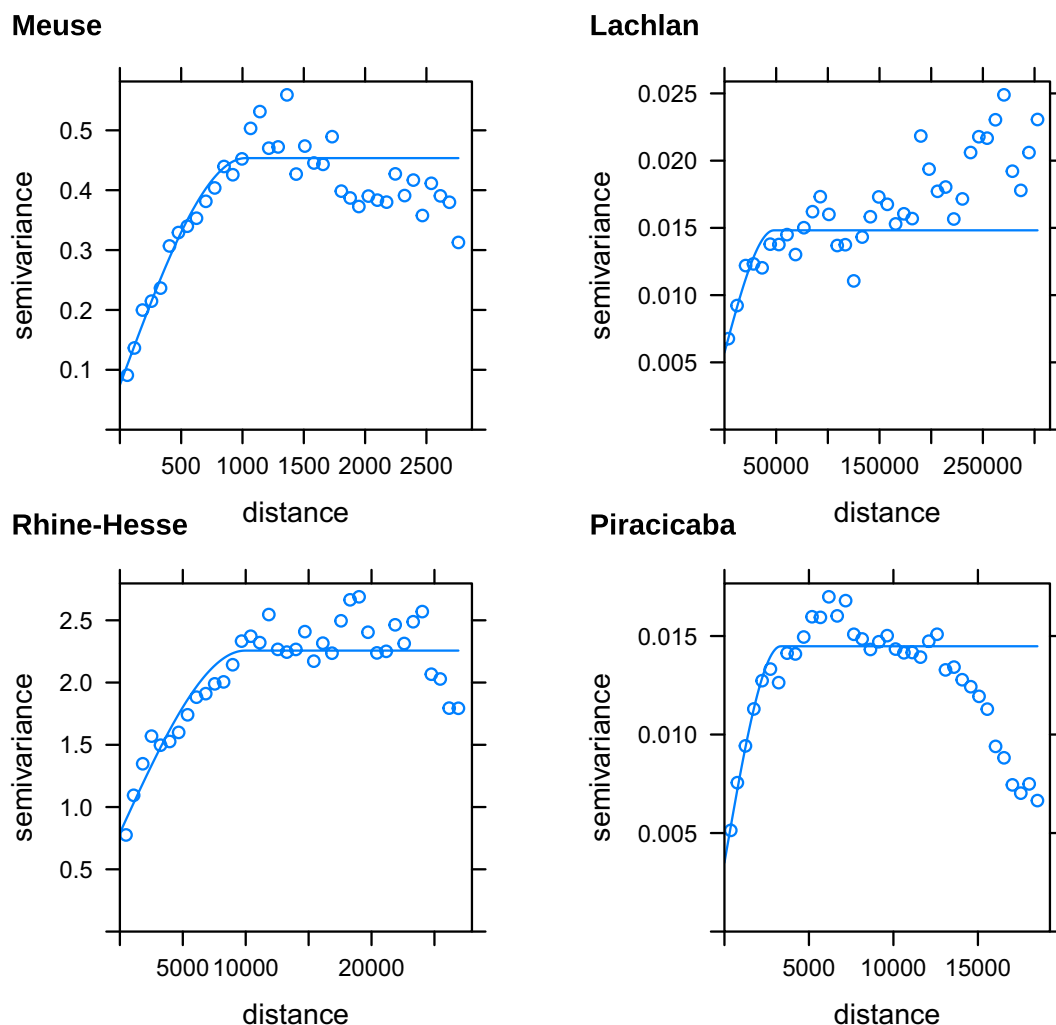 Meuse
semivariance
0.5
0.4
0.3
0.2
0.1
500 1000 1500 2000 2500
distance
Lachlan
semivariance
0.025
0.020
0.015
0.010
0.005
50000 150000 250000
distance
Rhine-Hesse
semivariance
2.5
2.0
1.5
1.0
0.5
5000 10000 20000
distance
Piracicaba
semivariance
0.015
0.010
0.005
5000 10000 15000
distance